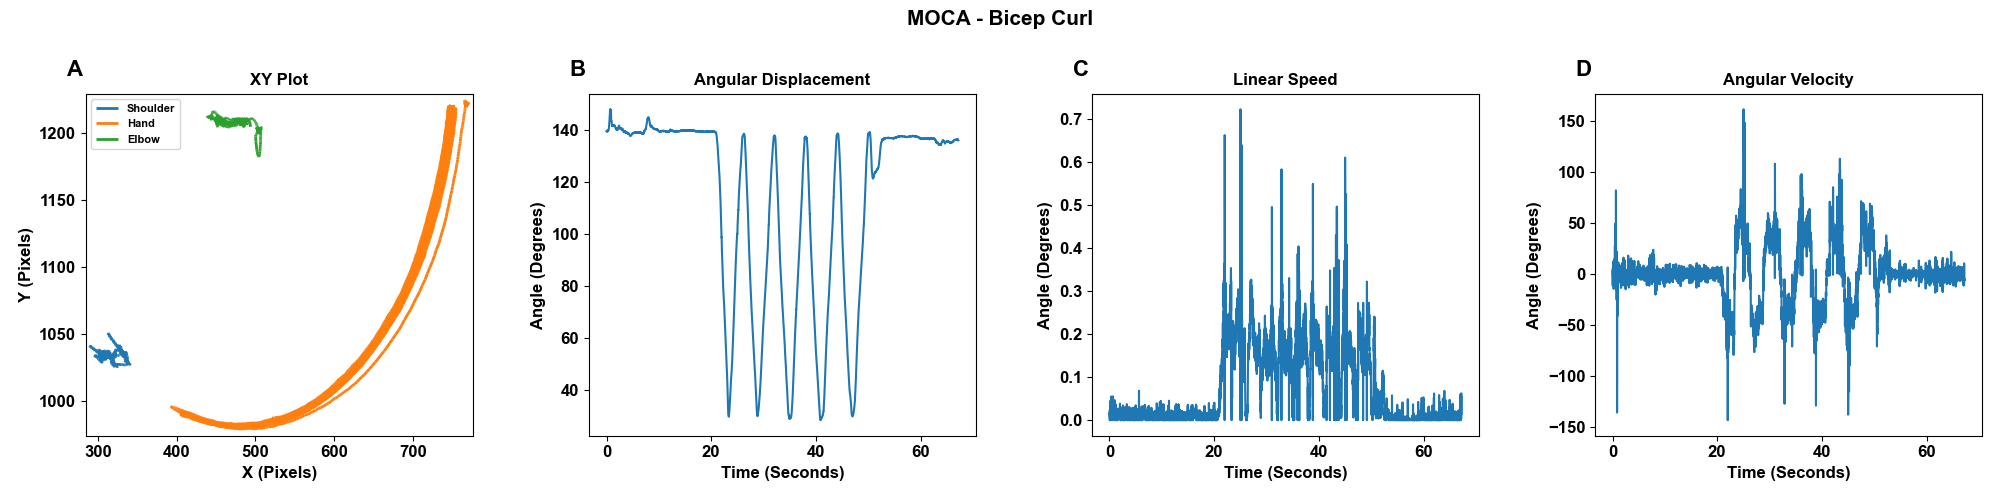 MOCA - Bicep Curl
A
XY Plot
Shoulder
Hand
Elbow
1200
1150
1100
1050
1000
Y (Pixels)
300 400 500 600 700
X (Pixels)
B
Angular Displacement
140
120
100
80
60
40
Angle (Degrees)
0 20 40 60
Time (Seconds)
C
Linear Speed
0.7
0.6
0.5
0.4
0.3
0.2
0.1
0.0
Angle (Degrees)
0 20 40 60
Time (Seconds)
D
Angular Velocity
150
100
50
0
−50
−100
−150
Angle (Degrees)
0 20 40 60
Time (Seconds)